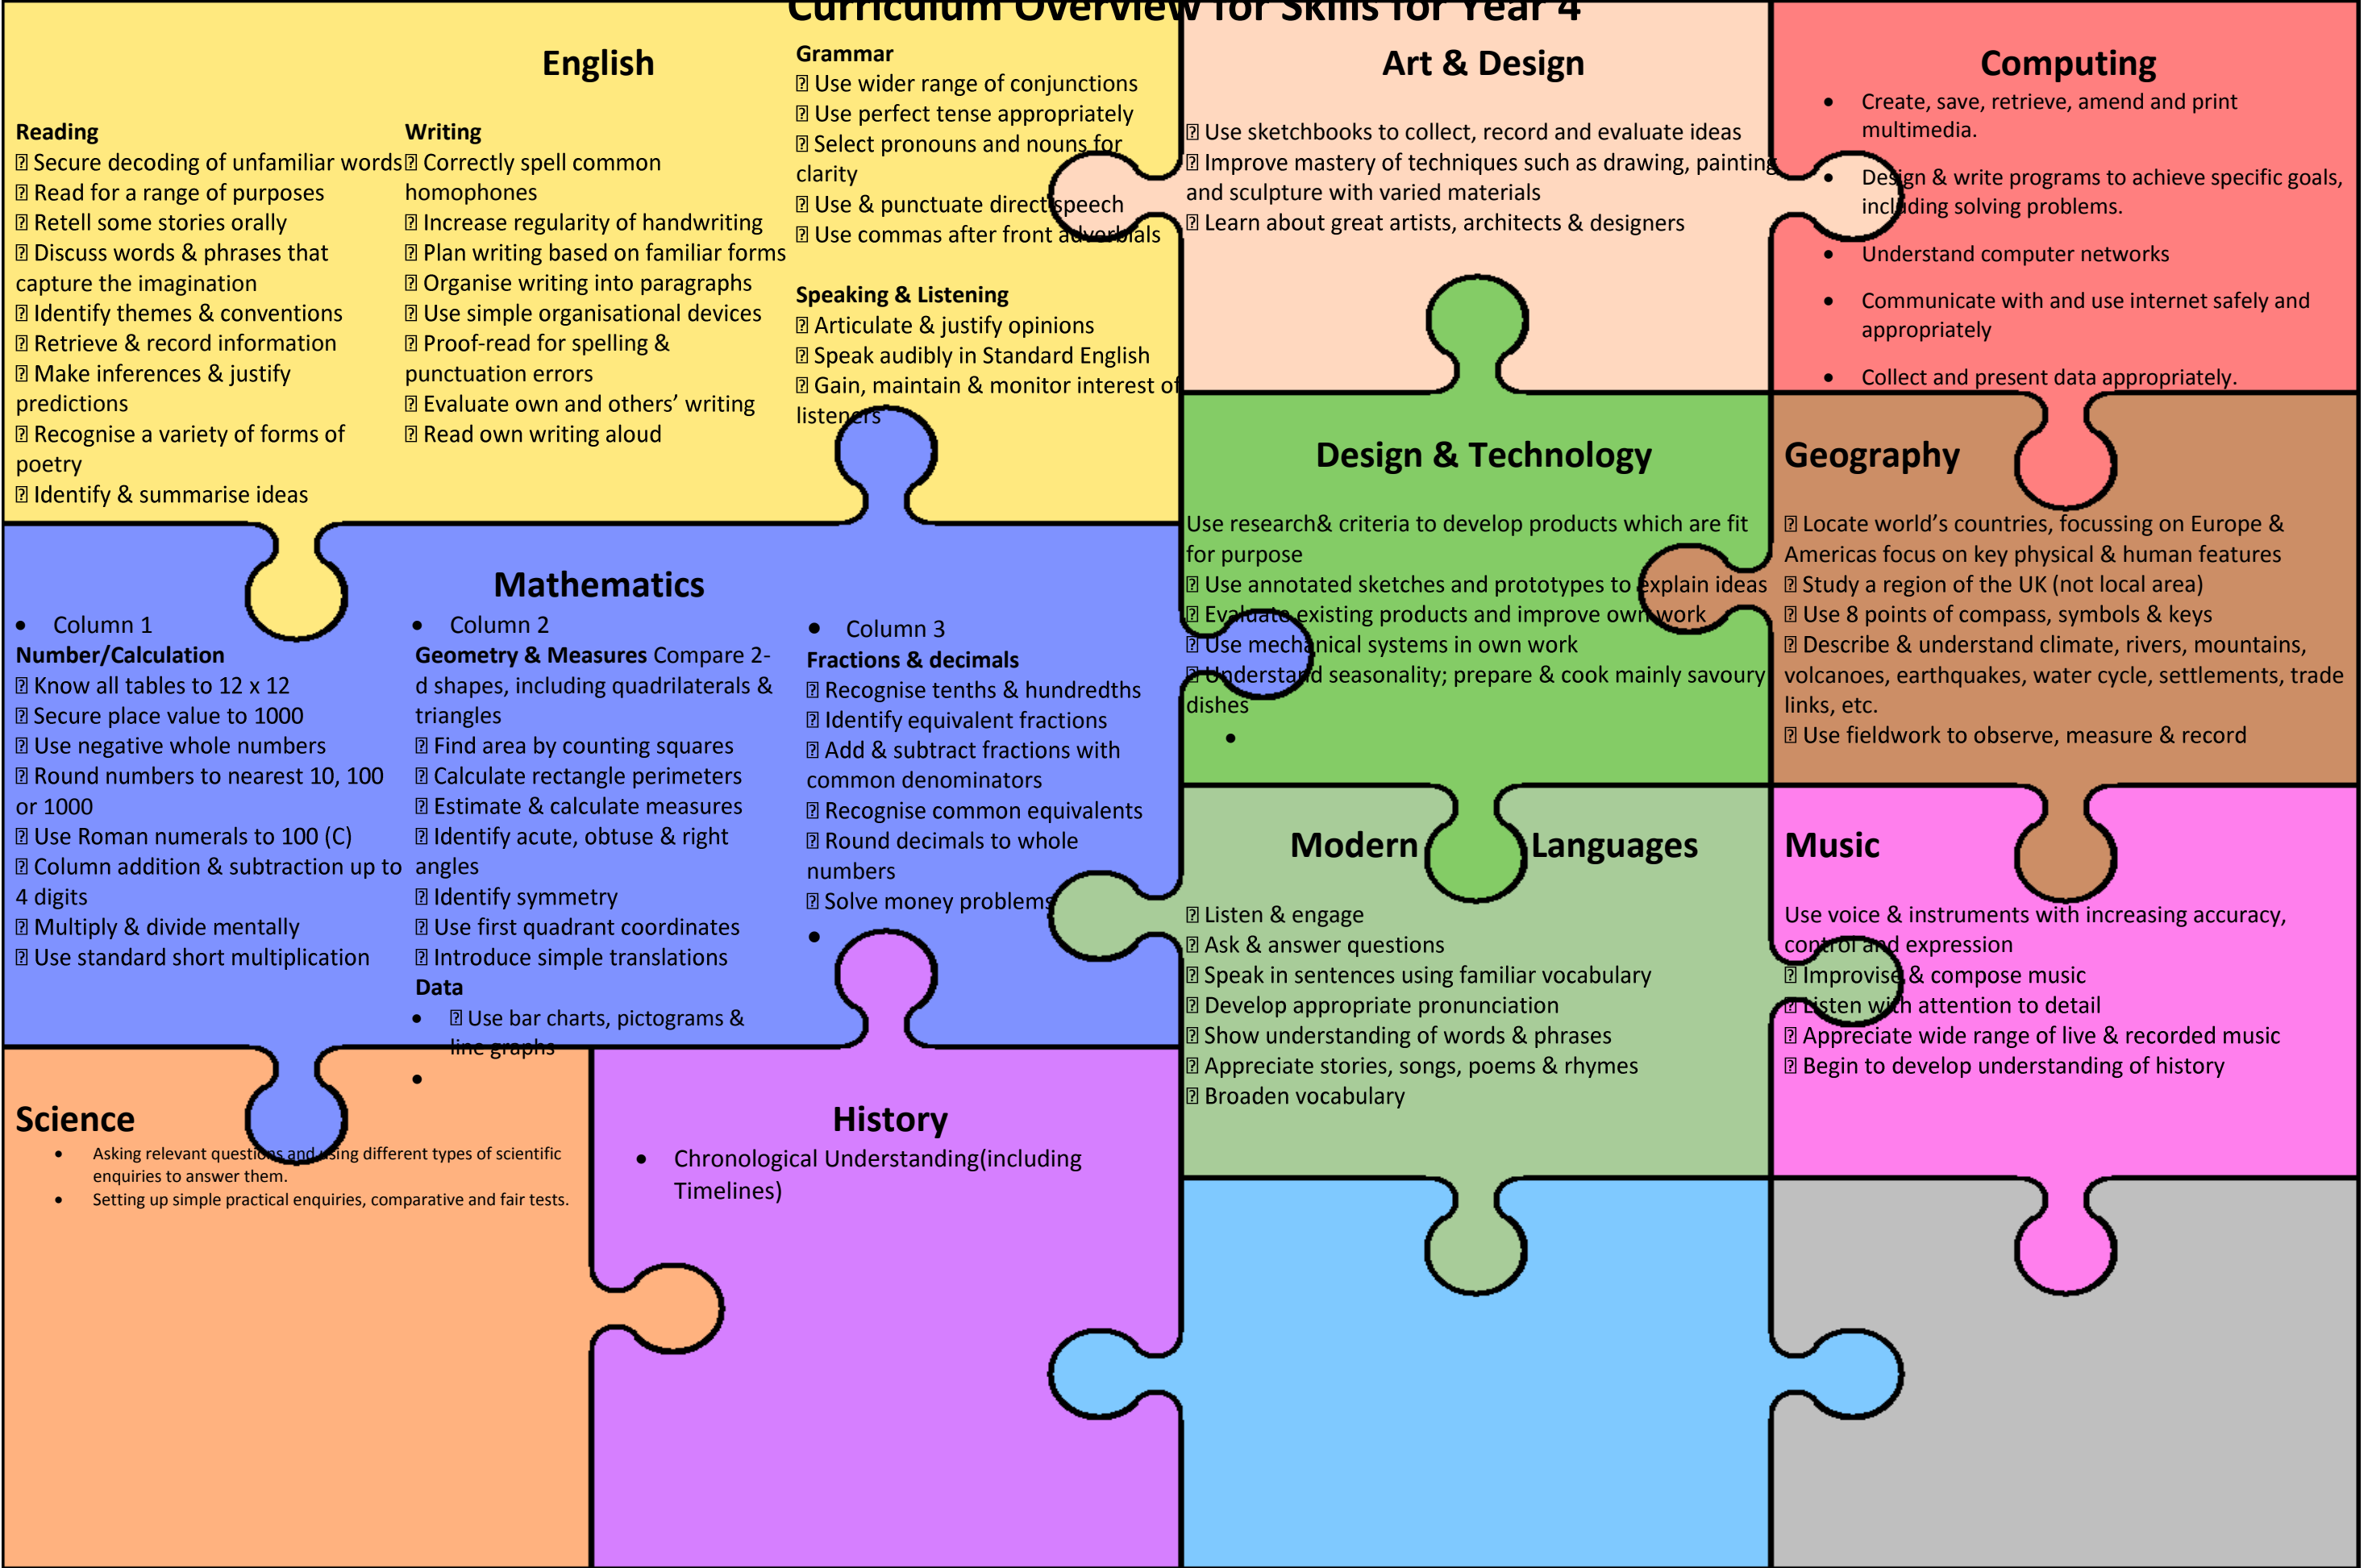 Curriculum Overview for Skills for Year 4
English
Reading
⍰ Secure decoding of unfamiliar words
⍰ Read for a range of purposes
⍰ Retell some stories orally
⍰ Discuss words & phrases that
capture the imagination
⍰ Identify themes & conventions
⍰ Retrieve & record information
⍰ Make inferences & justify
predictions
⍰ Recognise a variety of forms of
poetry
⍰ Identify & summarise ideas
Writing
⍰ Correctly spell common
homophones
⍰ Increase regularity of handwriting
⍰ Plan writing based on familiar forms
⍰ Organise writing into paragraphs
⍰ Use simple organisational devices
⍰ Proof-read for spelling &
punctuation errors
⍰ Evaluate own and others’ writing
⍰ Read own writing aloud
Grammar
⍰ Use wider range of conjunctions
⍰ Use perfect tense appropriately
⍰ Select pronouns and nouns for
clarity
⍰ Use & punctuate direct speech
⍰ Use commas after front adverbials
Speaking & Listening
⍰ Articulate & justify opinions
⍰ Speak audibly in Standard English
⍰ Gain, maintain & monitor interest of
listeners
Art & Design
⍰ Use sketchbooks to collect, record and evaluate ideas
⍰ Improve mastery of techniques such as drawing, painting
and sculpture with varied materials
⍰ Learn about great artists, architects & designers
Computing
• Create, save, retrieve, amend and print
multimedia.
• Design & write programs to achieve specific goals,
including solving problems.
• Understand computer networks
• Communicate with and use internet safely and
appropriately
• Collect and present data appropriately.
Mathematics
• Column 1
Number/Calculation
⍰ Know all tables to 12 x 12
⍰ Secure place value to 1000
⍰ Use negative whole numbers
⍰ Round numbers to nearest 10, 100
or 1000
⍰ Use Roman numerals to 100 (C)
⍰ Column addition & subtraction up to
4 digits
⍰ Multiply & divide mentally
⍰ Use standard short multiplication
• Column 2
Geometry & Measures Compare 2-
d shapes, including quadrilaterals &
triangles
⍰ Find area by counting squares
⍰ Calculate rectangle perimeters
⍰ Estimate & calculate measures
⍰ Identify acute, obtuse & right
angles
⍰ Identify symmetry
⍰ Use first quadrant coordinates
⍰ Introduce simple translations
Data
• ⍰ Use bar charts, pictograms &
line graphs
•
• Column 3
Fractions & decimals
⍰ Recognise tenths & hundredths
⍰ Identify equivalent fractions
⍰ Add & subtract fractions with
common denominators
⍰ Recognise common equivalents
⍰ Round decimals to whole
numbers
⍰ Solve money problems
•
Design & Technology
Use research& criteria to develop products which are fit
for purpose
⍰ Use annotated sketches and prototypes to explain ideas
⍰ Evaluate existing products and improve own work
⍰ Use mechanical systems in own work
⍰ Understand seasonality; prepare & cook mainly savoury
dishes
•
Geography
⍰ Locate world’s countries, focussing on Europe &
Americas focus on key physical & human features
⍰ Study a region of the UK (not local area)
⍰ Use 8 points of compass, symbols & keys
⍰ Describe & understand climate, rivers, mountains,
volcanoes, earthquakes, water cycle, settlements, trade
links, etc.
⍰ Use fieldwork to observe, measure & record
Modern Languages
⍰ Listen & engage
⍰ Ask & answer questions
⍰ Speak in sentences using familiar vocabulary
⍰ Develop appropriate pronunciation
⍰ Show understanding of words & phrases
⍰ Appreciate stories, songs, poems & rhymes
⍰ Broaden vocabulary
Music
Use voice & instruments with increasing accuracy,
control and expression
⍰ Improvise & compose music
⍰ Listen with attention to detail
⍰ Appreciate wide range of live & recorded music
⍰ Begin to develop understanding of history
Science
• Asking relevant questions and using different types of scientific
enquiries to answer them.
• Setting up simple practical enquiries, comparative and fair tests.
History
• Chronological Understanding(including
Timelines)